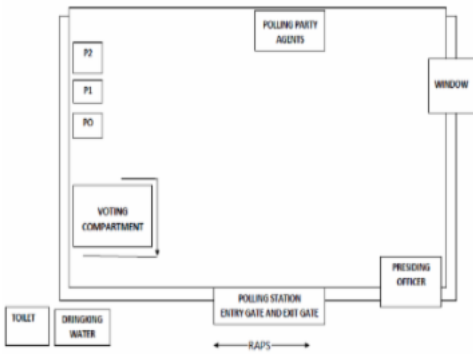 POLLING PARTY
AGENTS
P2
P1
PO
WINDOW
VOTING
COMPARTMENT
PRESIDING
OFFICER
POLLING STATION
ENTRY GATE AND EXIT GATE
TOILET
DRINGKING
WATER
RAPS